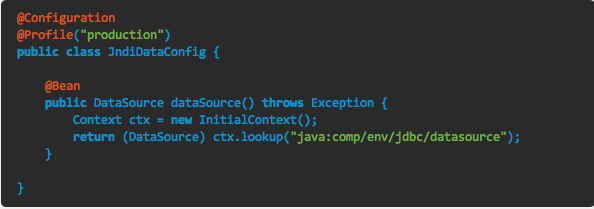 @Configuration
@Profile("production")
public class JndiDataConfig {
@Bean
public DataSource dataSource() throws Exception {
Context ctx = new InitialContext();
return (DataSource) ctx.lookup("java:comp/env/jdbc/datasource");
}
}